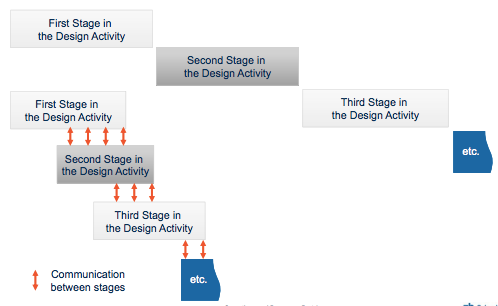 First Stage in
the Design Activity
Second Stage in
the Design Activity
Third Stage in
the Design Activity
etc.
First Stage in
the Design Activity
Second Stage in
the Design Activity
Third Stage in
the Design Activity
etc.
Communication
between stages